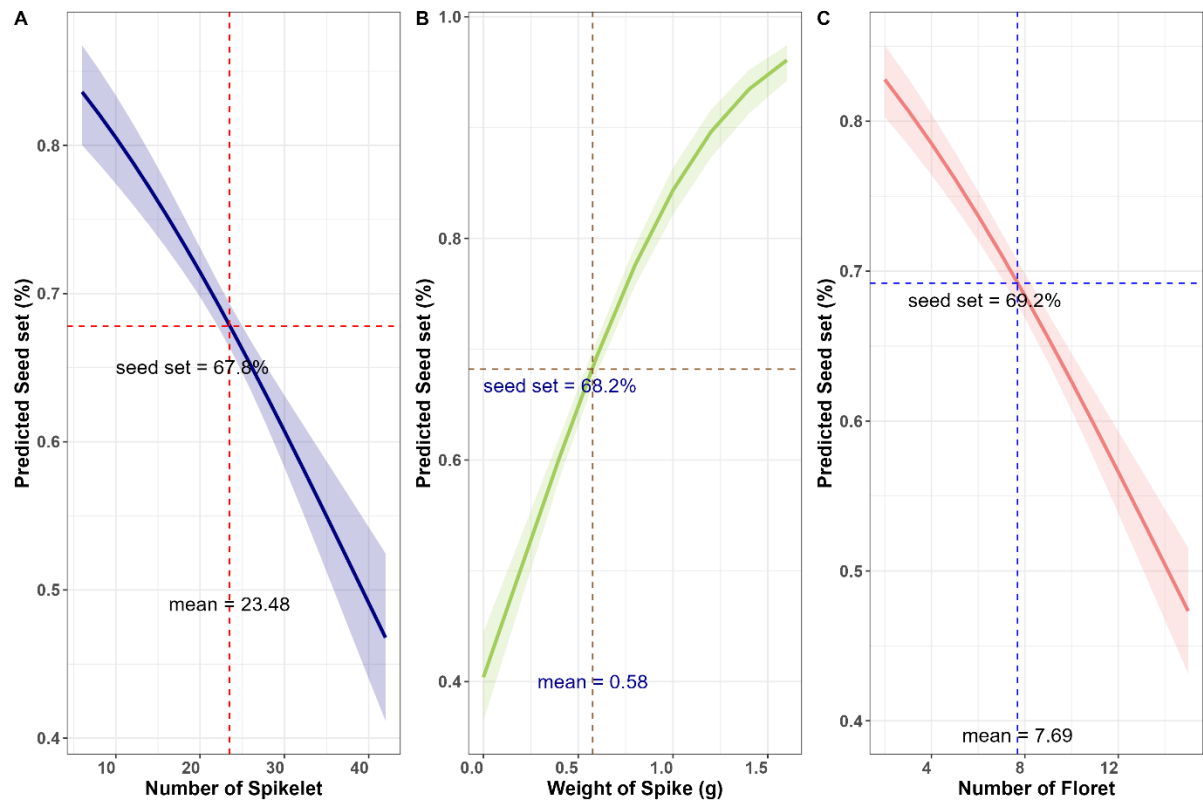 A
Predicted Seed set (%)
0.8
0.7
0.6
0.5
0.4
seed set = 67.8%
mean = 23.48
10 20 30 40
Number of Spikelet
B
Predicted Seed set (%)
1.0
0.8
0.6
0.4
seed set = 68.2%
mean = 0.58
0.0 0.5 1.0 1.5
Weight of Spike (g)
C
Predicted Seed set (%)
0.8
0.7
0.6
0.5
0.4
seed set = 69.2%
mean = 7.69
4 8 12
Number of Floret